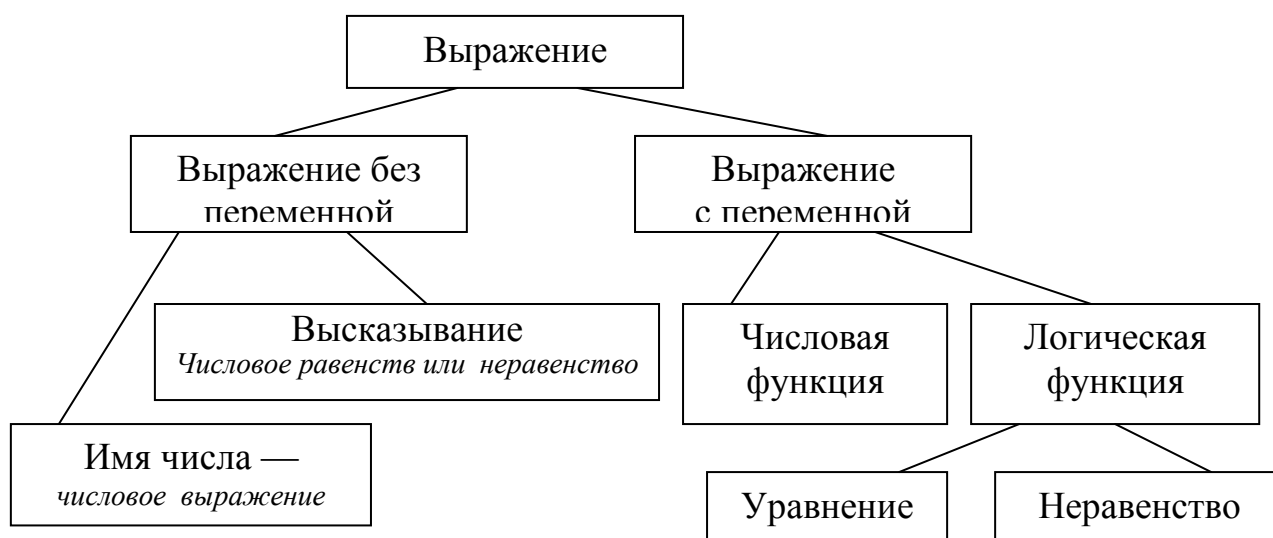 Выражение
Выражение без
переменной
Выражение
с переменной
Высказывание
Числовое равенств или неравенство
Числовая
функция
Логическая
функция
Имя числа —
числовое выражение
Уравнение
Неравенство